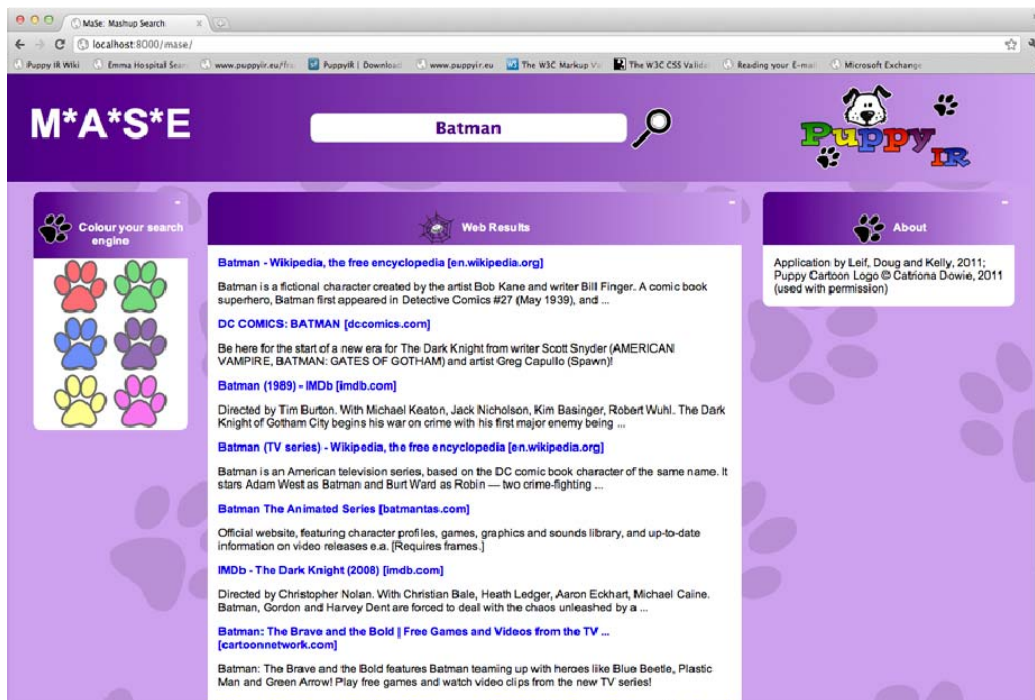 MaSe: Mashup Search
localhost:8000/mase/
Puppy IR Wiki
Emma Hospital Sear
www.puppyir.eu/fra
PuppyIR | Download
www.puppyir.eu
The W3C Markup Va
The W3C CSS Valida
Reading your E-mail
Microsoft Exchange
M*A*S*E
Batman
Puppy
IR
Colour your search
engine
Web Results
Batman - Wikipedia, the free encyclopedia [en.wikipedia.org]
Batman is a fictional character created by the artist Bob Kane and writer Bill Finger. A comic book
superhero, Batman first appeared in Detective Comics #27 (May 1939), and ...
DC COMICS: BATMAN [dccomics.com]
Be here for the start of a new era for The Dark Knight from writer Scott Snyder (AMERICAN
VAMPIRE, BATMAN: GATES OF GOTHAM) and artist Greg Capullo (Spawn)!
Batman (1989) - IMDb [imdb.com]
Directed by Tim Burton. With Michael Keaton, Jack Nicholson, Kim Basinger, Robert Wuhl. The Dark
Knight of Gotham City begins his war on crime with his first major enemy being ...
Batman (TV series) - Wikipedia, the free encyclopedia [en.wikipedia.org]
Batman is an American television series, based on the DC comic book character of the same name. It
stars Adam West as Batman and Burt Ward as Robin — two crime-fighting ...
Batman The Animated Series [batmantas.com]
Official website, featuring character profiles, games, graphics and sounds library, and up-to-date
information on video releases e.a. [Requires frames.]
IMDb - The Dark Knight (2008) [imdb.com]
Directed by Christopher Nolan. With Christian Bale, Heath Ledger, Aaron Eckhart, Michael Caine.
Batman, Gordon and Harvey Dent are forced to deal with the chaos unleashed by a ...
Batman: The Brave and the Bold | Free Games and Videos from the TV ...
[cartoonnetwork.com]
Batman: The Brave and the Bold features Batman teaming up with heroes like Blue Beetle, Plastic
Man and Green Arrow! Play free games and watch video clips from the new TV series!
About
Application by Leif, Doug and Kelly, 2011;
Puppy Cartoon Logo © Catriona Dowie, 2011
(used with permission)